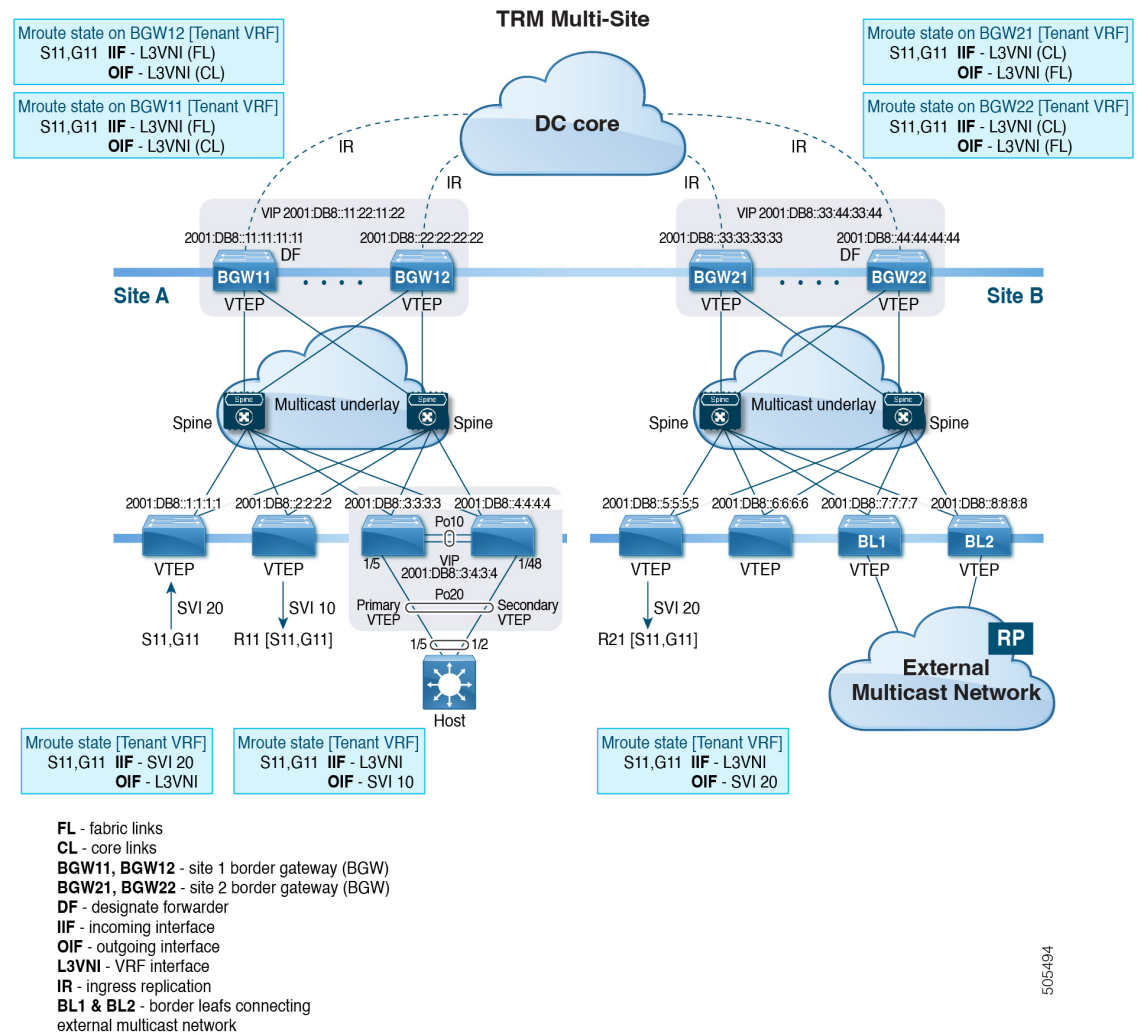 TRM Multi-Site
Mroute state on BGW12 [Tenant VRF]
S11,G11 IIF - L3VNI (FL)
OIF - L3VNI (CL)
Mroute state on BGW11 [Tenant VRF]
S11,G11 IIF - L3VNI (FL)
OIF - L3VNI (CL)
Mroute state on BGW21 [Tenant VRF]
S11,G11 IIF - L3VNI (CL)
OIF - L3VNI (FL)
Mroute state on BGW22 [Tenant VRF]
S11,G11 IIF - L3VNI (CL)
OIF - L3VNI (FL)
DC core
IR
IR
IR
IR
VIP 2001:DB8::11:22:11:22
2001:DB8::11:11:11:11
2001:DB8::22:22:22:22
DF
BGW11
BGW12
VTEP
VTEP
Site A
VIP 2001:DB8::33:44:33:44
2001:DB8::33:33:33:33
2001:DB8::44:44:44:44
DF
BGW21
BGW22
VTEP
VTEP
Site B
Spine
Spine
Multicast underlay
Spine
Spine
Spine
Spine
Multicast underlay
Spine
Spine
2001:DB8::1:1:1:1
2001:DB8::2:2:2:2
2001:DB8::3:3:3:3
2001:DB8::4:4:4:4
Po10
VTEP
VTEP
1/5
VIP
2001:DB8::3:4:3:4
1/48
SVI 20
SVI 10
Primary
VTEP
Po20
Secondary
VTEP
S11,G11
R11 [S11,G11]
1/5
1/2
Host
2001:DB8::5:5:5:5
2001:DB8::6:6:6:6
2001:DB8::7:7:7:7
2001:DB8::8:8:8:8
BL1
BL2
VTEP
VTEP
VTEP
VTEP
SVI 20
R21 [S11,G11]
RP
External
Multicast Network
Mroute state [Tenant VRF]
S11,G11 IIF - SVI 20
OIF - L3VNI
Mroute state [Tenant VRF]
S11,G11 IIF - L3VNI
OIF - SVI 10
Mroute state [Tenant VRF]
S11,G11 IIF - L3VNI
OIF - SVI 20
FL - fabric links
CL - core links
BGW11, BGW12 - site 1 border gateway (BGW)
BGW21, BGW22 - site 2 border gateway (BGW)
DF - designate forwarder
IIF - incoming interface
OIF - outgoing interface
L3VNI - VRF interface
IR - ingress replication
BL1 & BL2 - border leafs connecting
external multicast network
505494